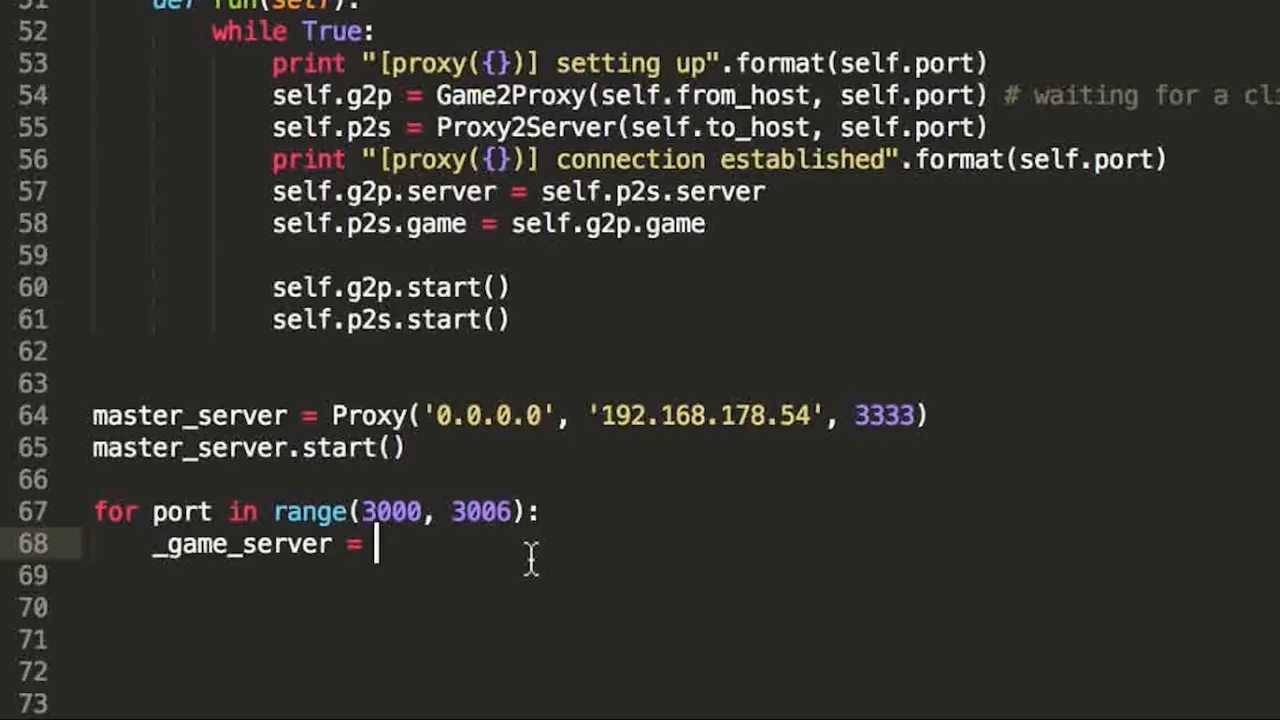 51 def run(self):
52 while True:
53 print "[proxy({})] setting up".format(self.port)
54 self.g2p = Game2Proxy(self.from_host, self.port) # waiting for a cli
55 self.p2s = Proxy2Server(self.to_host, self.port)
56 print "[proxy({})] connection established".format(self.port)
57 self.g2p.server = self.p2s.server
58 self.p2s.game = self.g2p.game
59
60 self.g2p.start()
61 self.p2s.start()
62
63
64 master_server = Proxy('0.0.0.0', '192.168.178.54', 3333)
65 master_server.start()
66
67 for port in range(3000, 3006):
68 _game_server =
69
70
71
72
73